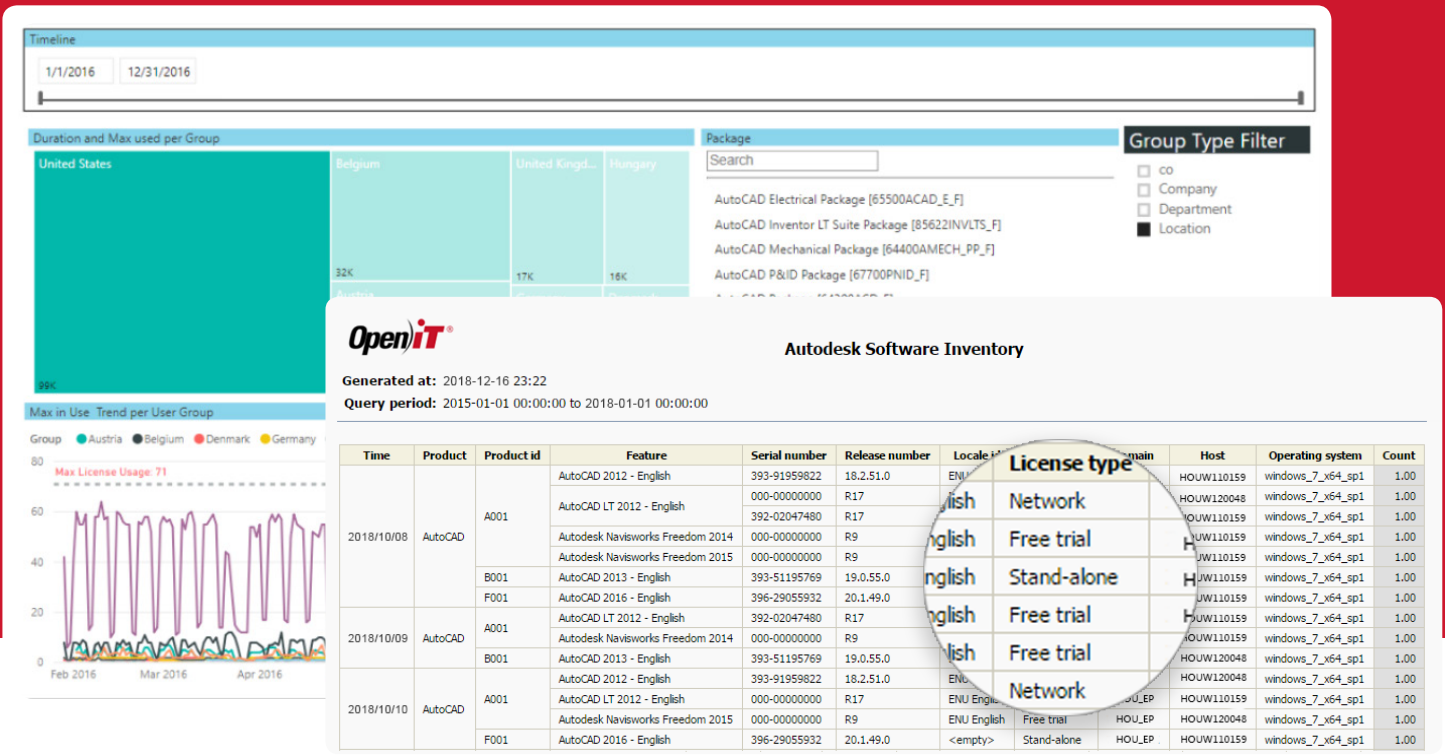 Timeline
1/1/2016 12/31/2016
Duration and Max used per Group
United States
99K
Belgium
32K
United Kingd...
17K
Hungary
16K
Austria
Package
Search
AutoCAD Electrical Package [65500ACAD_E_F]
AutoCAD Inventor LT Suite Package [85622INVLTS_F]
AutoCAD Mechanical Package [64400AMECH_PP_F]
AutoCAD P&ID Package [67700PNID_F]
Group Type Filter
co
Company
Department
Location
Max in Use Trend per User Group
Group Austria Belgium Denmark Germany
Max License Usage: 71
80
60
40
20
0
Feb 2016 Mar 2016 Apr 2016
Open iT®
Autodesk Software Inventory
Generated at: 2018-12-16 23:22
Query period: 2015-01-01 00:00:00 to 2018-01-01 00:00:00
Time Product Product id Feature Serial number Release number Locale Host Operating system Count
AutoCAD 2012 - English 393-91959822 18.2.51.0 HOUW110159 windows_7_x64_sp1 1.00
A001 AutoCAD LT 2012 - English 000-00000000 R17 HOUW120048 windows_7_x64_sp1 1.00
392-02047480 R17 windows_7_x64_sp1 1.00
2018/10/08 AutoCAD Autodesk Navisworks Freedom 2014 000-00000000 R9 windows_7_x64_sp1 1.00
Autodesk Navisworks Freedom 2015 000-00000000 R9 windows_7_x64_sp1 1.00
B001 AutoCAD 2013 - English 393-51195769 19.0.55.0 windows_7_x64_sp1 1.00
F001 AutoCAD 2016 - English 396-29055932 20.1.49.0 windows_7_x64_sp1 1.00
2018/10/09 AutoCAD A001 AutoCAD LT 2012 - English 392-02047480 R17 windows_7_x64_sp1 1.00
Autodesk Navisworks Freedom 2014 000-00000000 R9 windows_7_x64_sp1 1.00
B001 AutoCAD 2013 - English 393-51195769 19.0.55.0 HOUW120048 windows_7_x64_sp1 1.00
AutoCAD 2012 - English 393-91959822 18.2.51.0 HOUW120048 windows_7_x64_sp1 1.00
2018/10/10 AutoCAD A001 AutoCAD LT 2012 - English 000-00000000 R17 ENU HOU_EP HOUW110159 windows_7_x64_sp1 1.00
Autodesk Navisworks Freedom 2015 000-00000000 R9 ENU English Free trial HOU_EP HOUW120048 windows_7_x64_sp1 1.00
F001 AutoCAD 2016 - English 396-29055932 20.1.49.0 <empty> Stand-alone HOU_EP HOUW110159 windows_7_x64_sp1 1.00
License type
Network
Free trial
Stand-alone
Free trial
Free trial
Network